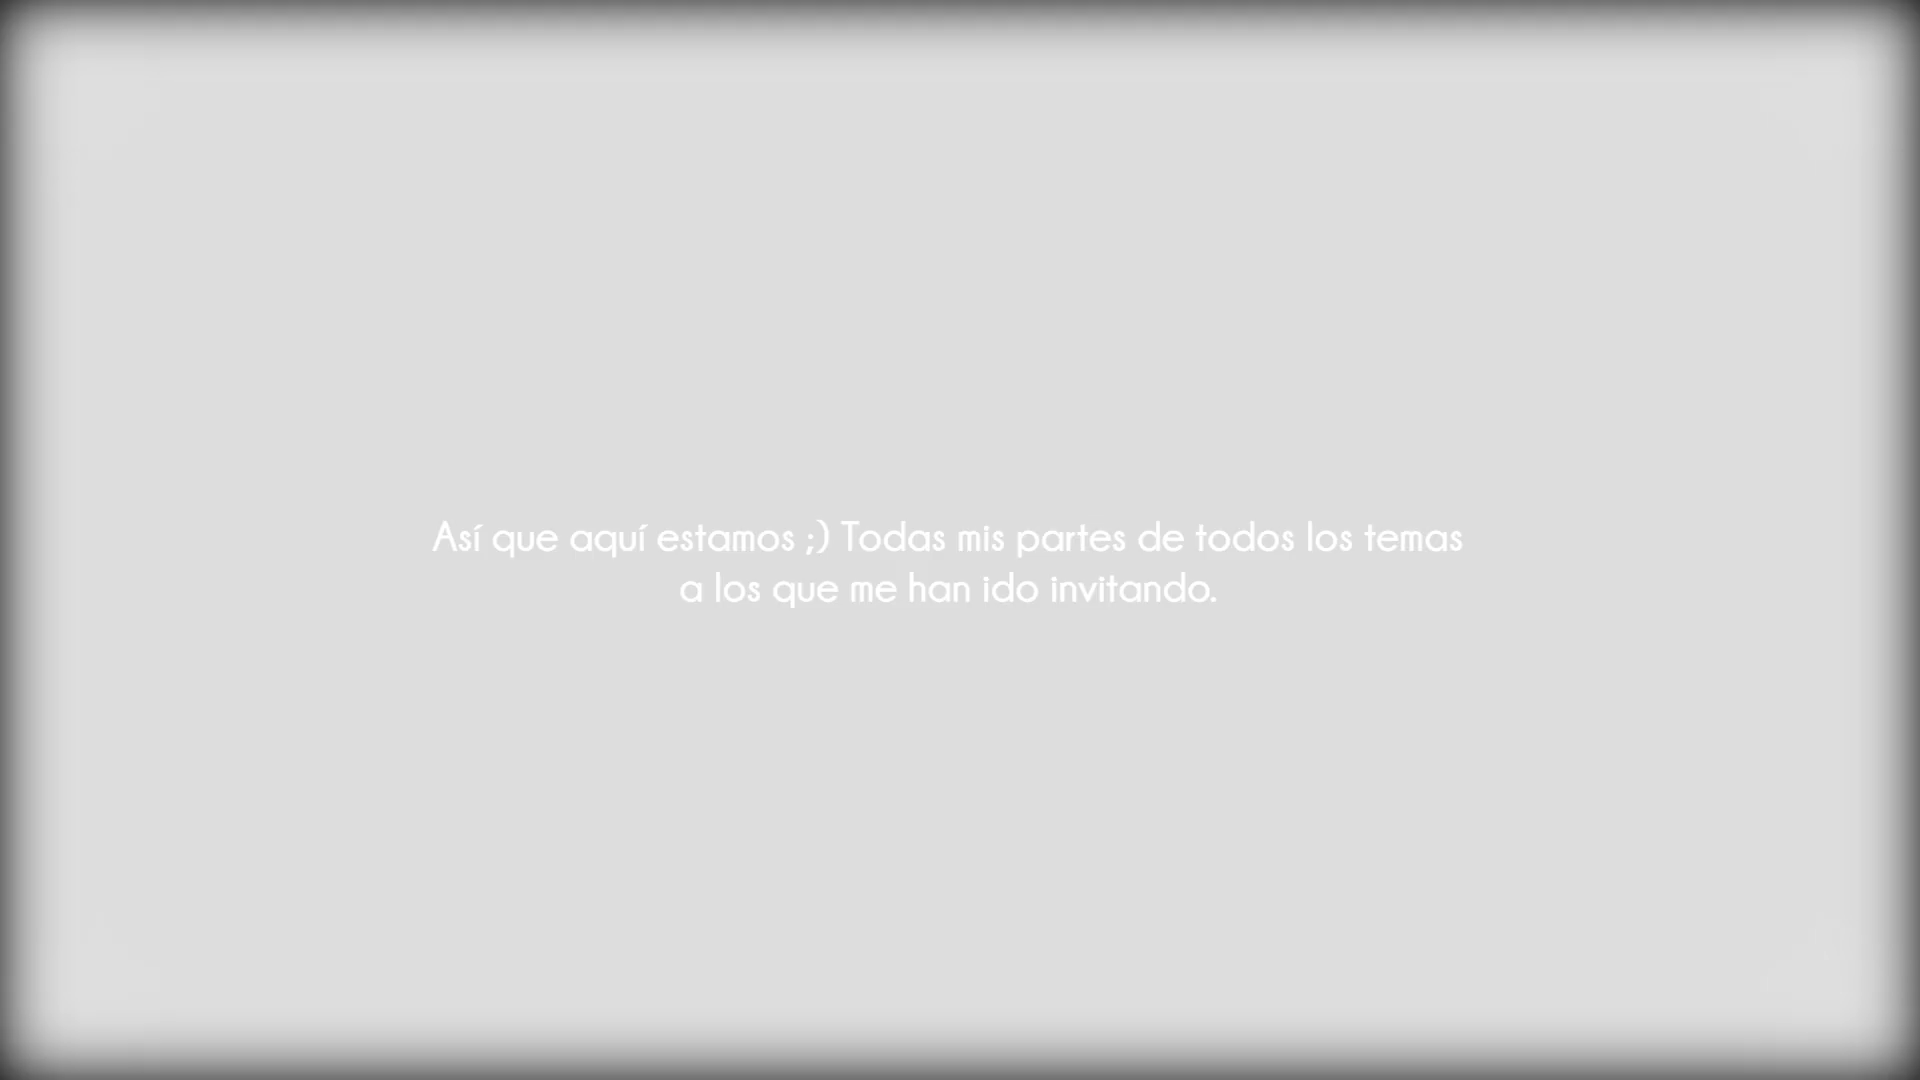 Así que aquí estamos ;) Todas mis partes de todos los temas
a los que me han ido invitando.